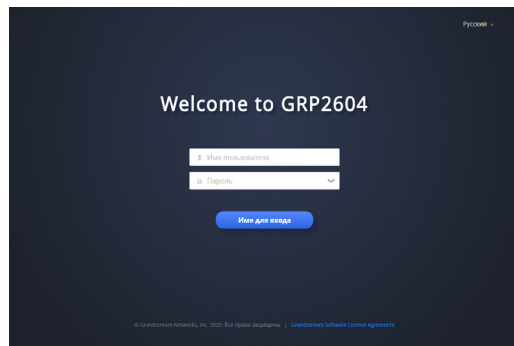 Русский
Welcome to GRP2604
Имя пользователя
Пароль
Имя для входа
© Grandstream Networks, Inc. 2020. Все права защищены | Grandstream Software License Agreement